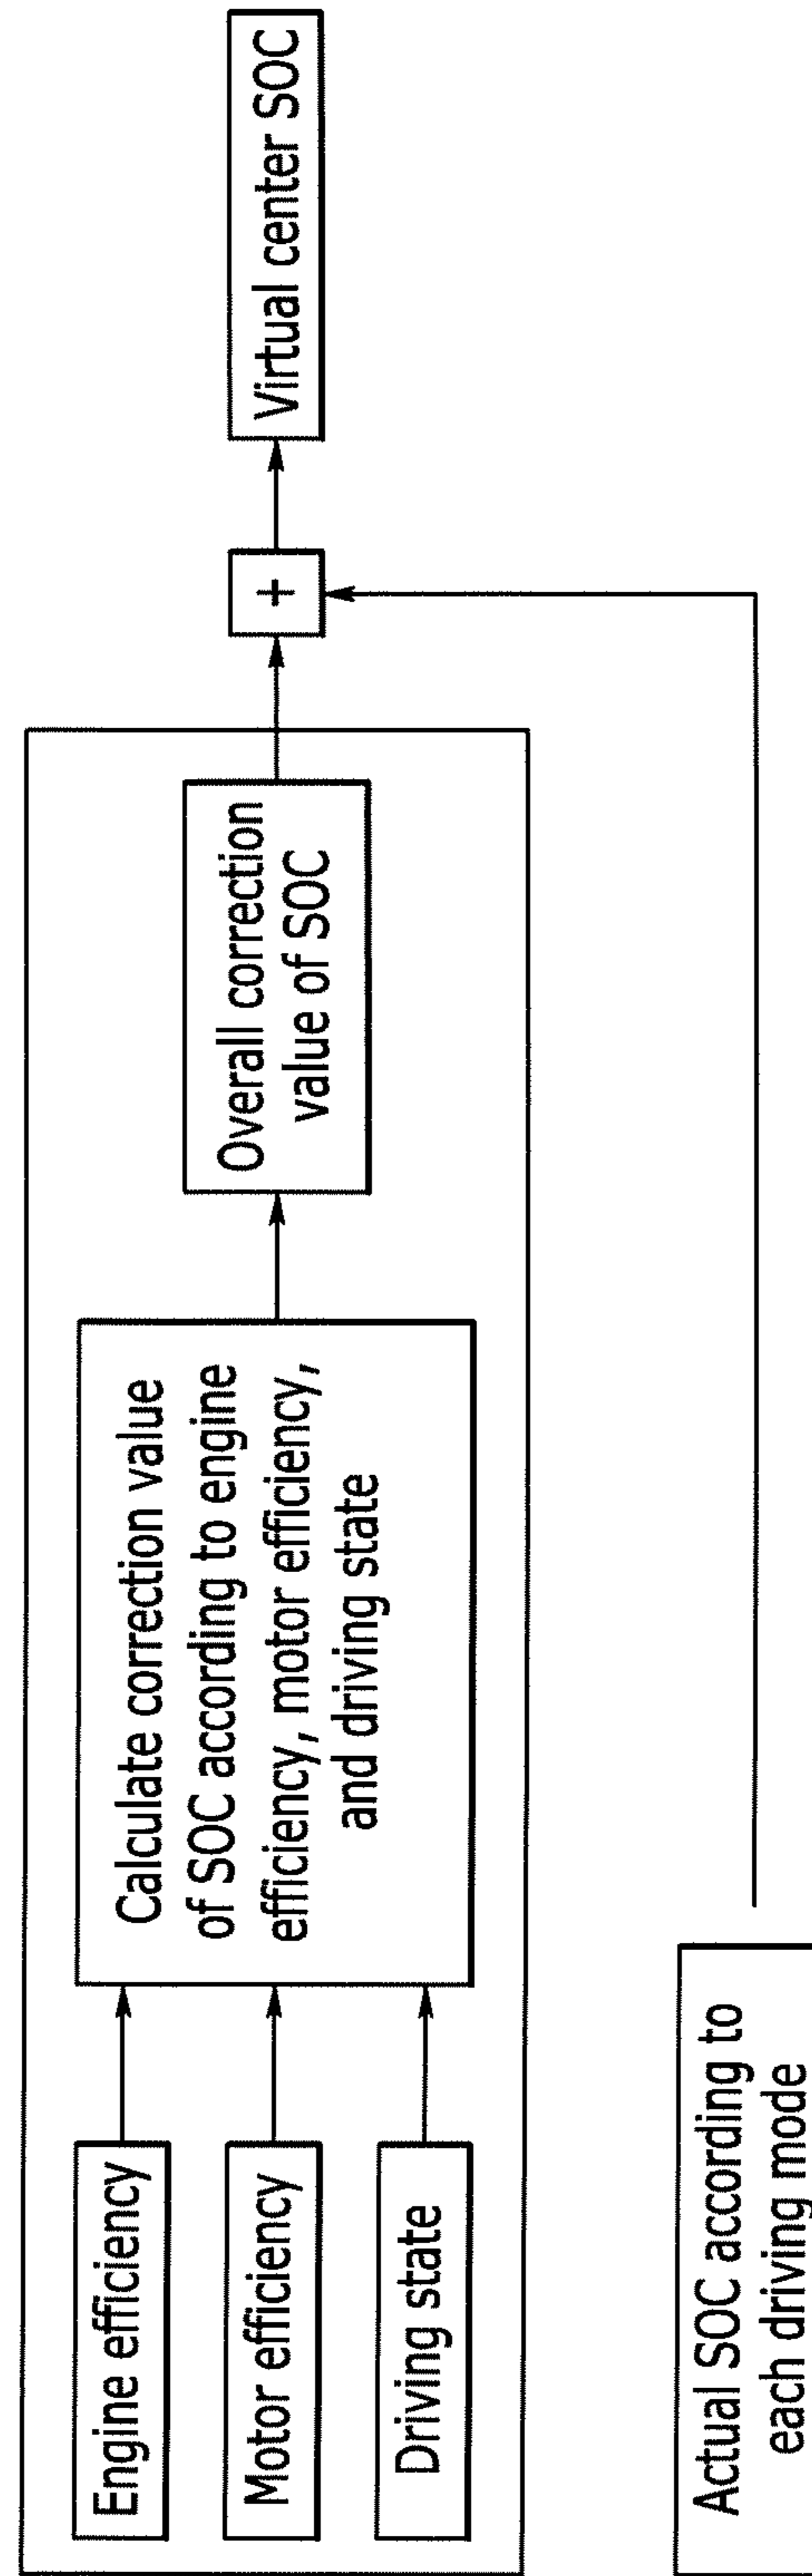 Engine efficiency
Motor efficiency
Driving state
Calculate correction value
of SOC according to engine
efficiency, motor efficiency,
and driving state
Overall correction
value of SOC
+
Virtual center SOC
Actual SOC according to
each driving mode